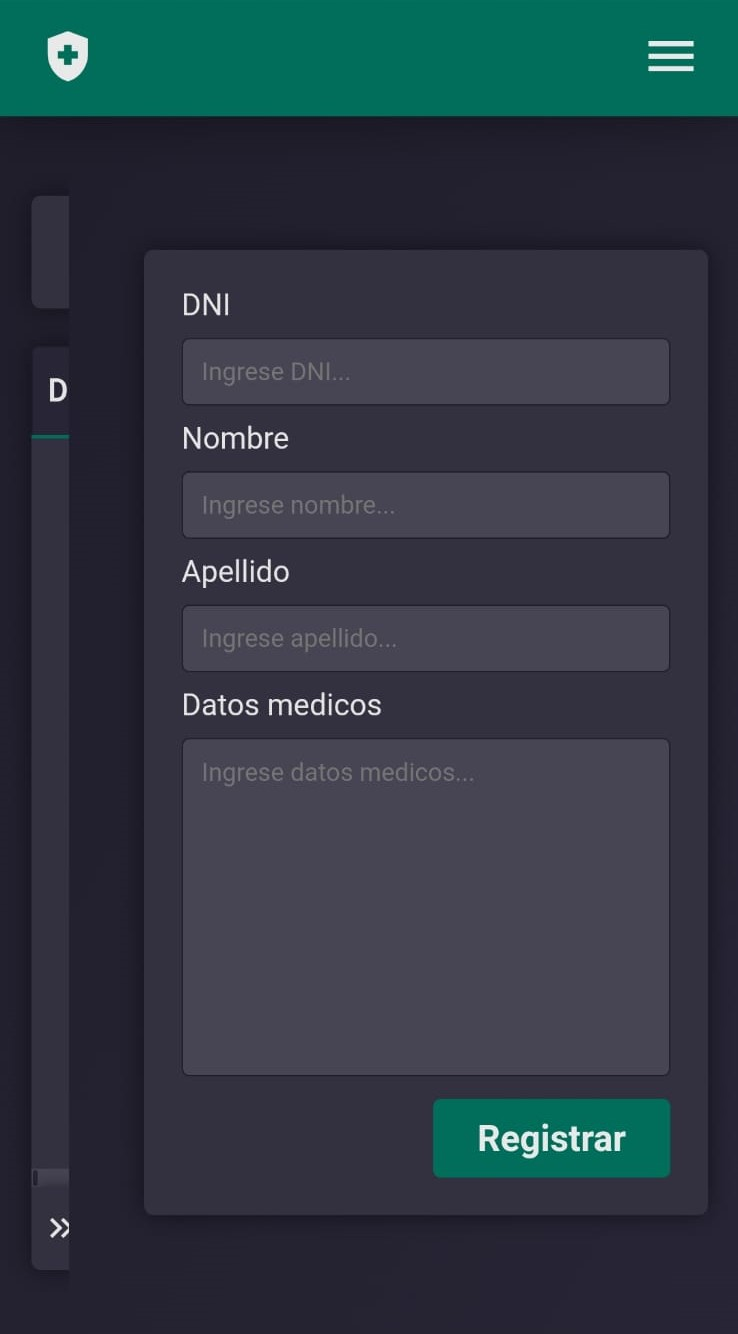 D
DNI
Ingrese DNI...
Nombre
Ingrese nombre...
Apellido
Ingrese apellido...
Datos medicos
Ingrese datos medicos...
Registrar